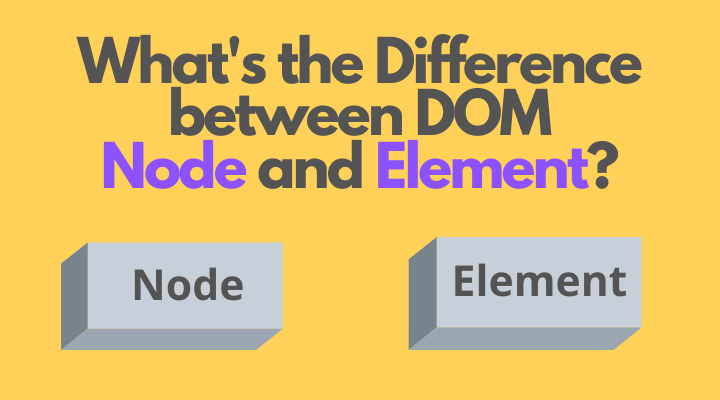 What's the Difference
between DOM
Node and Element?
Node
Element